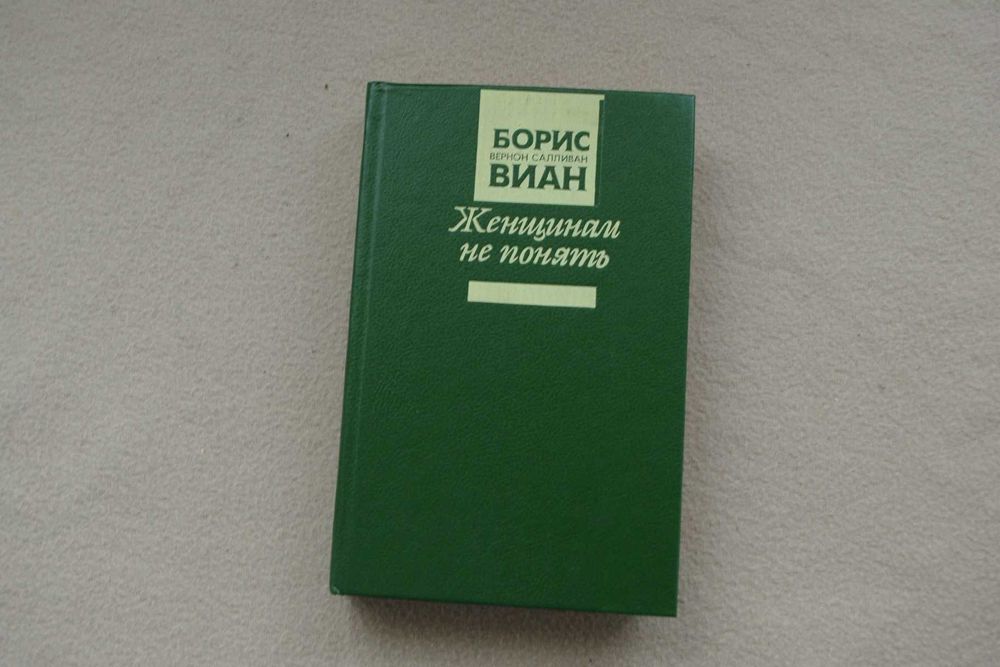 БОРИС
ВЕРНОН САЛЛИВАН
ВИАН
Женщинам
не понять